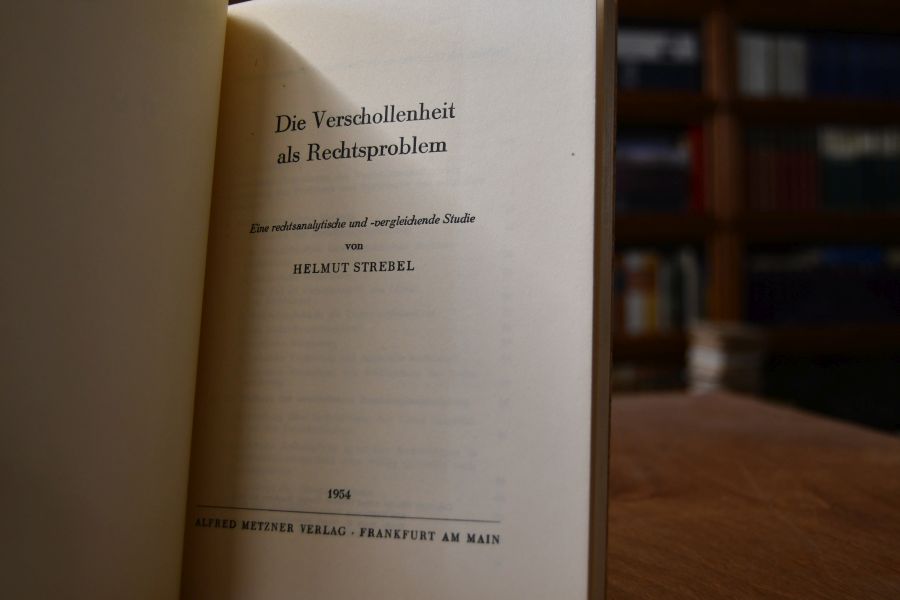 Die Verschollenheit
als Rechtsproblem
Eine rechtsanalytische und -vergleichende Studie
von
HELMUT STREBEL
1954
ALFRED METZNER VERLAG · FRANKFURT AM MAIN